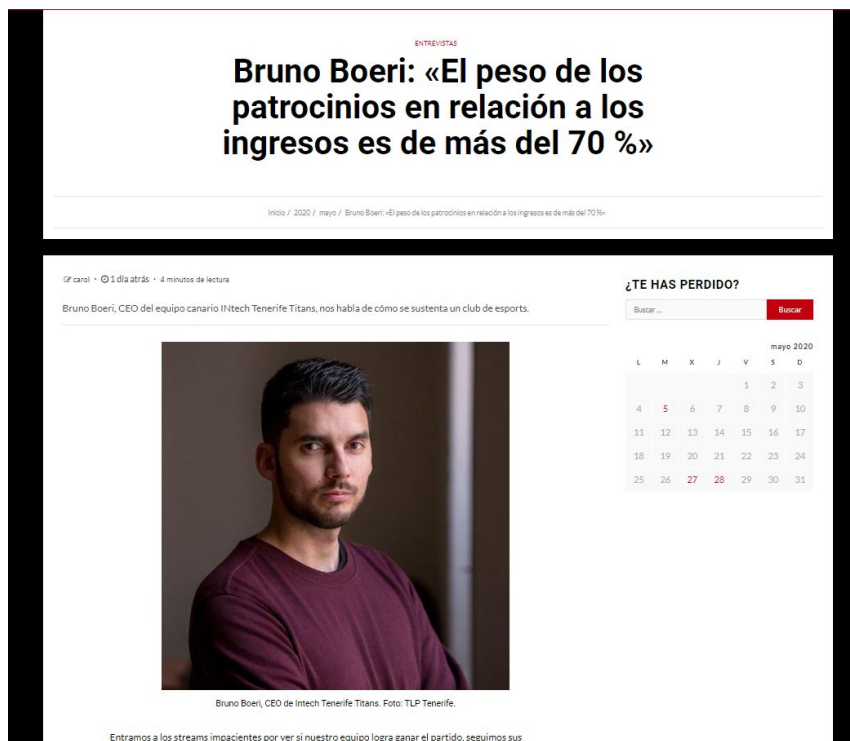 ENTREVISTAS
Bruno Boeri: «El peso de los
patrocinios en relación a los
ingresos es de más del 70 %»
Inicio / 2020 / mayo / Bruno Boeri: «El peso de los patrocinios en relación a los ingresos es de más del 70 %»
carol • 1 día atrás • 4 minutos de lectura
Bruno Boeri, CEO del equipo canario INtech Tenerife Titans, nos habla de cómo se sustenta un club de esports.
Bruno Boeri, CEO de Intech Tenerife Titans. Foto: TLP Tenerife.
Entramos a los streams impacientes por ver si nuestro equipo logra ganar el partido, seguimos sus
¿TE HAS PERDIDO?
Buscar ... Buscar
mayo 2020
L M X J V S D
1 2 3
4 5 6 7 8 9 10
11 12 13 14 15 16 17
18 19 20 21 22 23 24
25 26 27 28 29 30 31